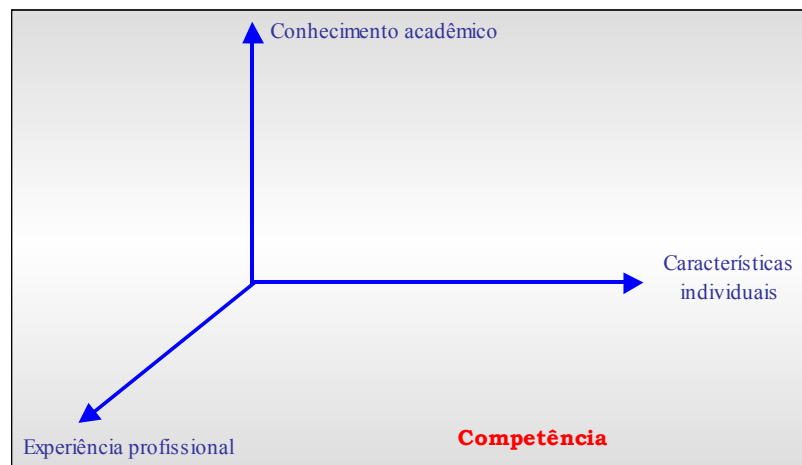 Conhecimento acadêmico
Características
individuais
Experiência profissional
Competência